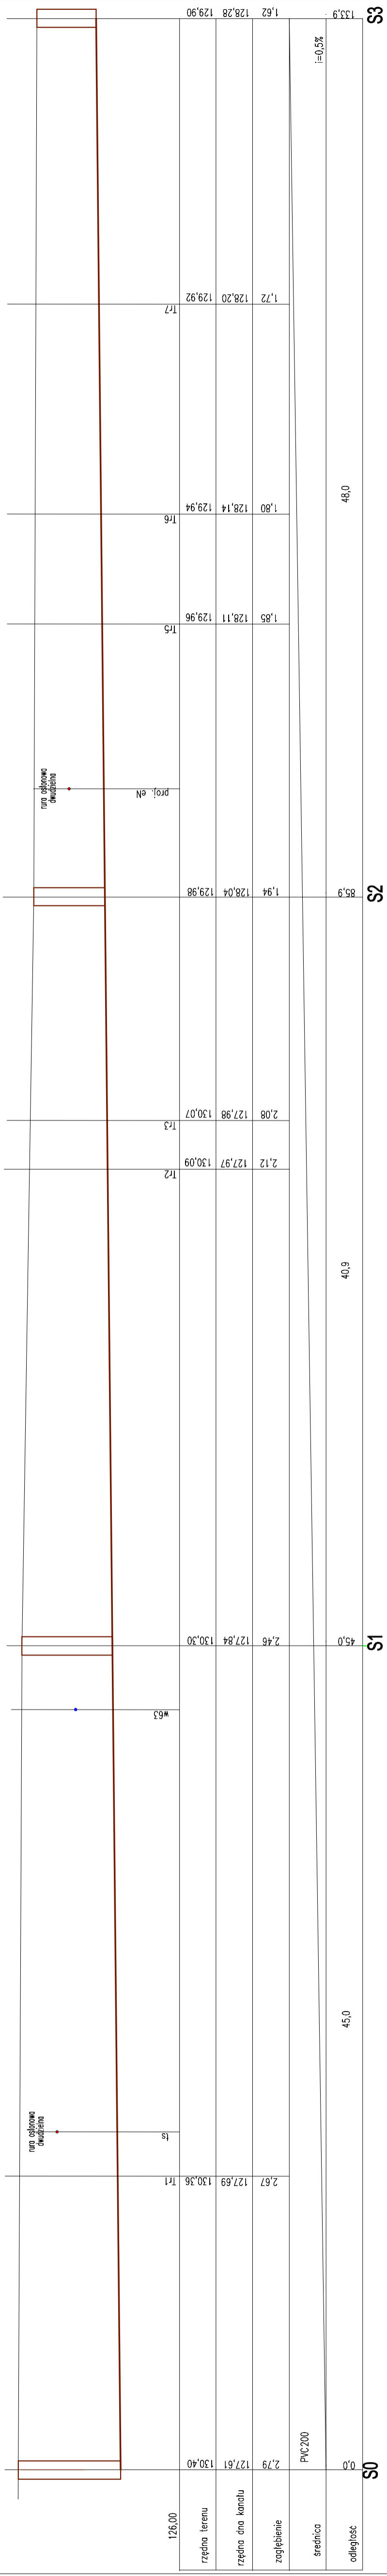 rura osłonowa
dwudzielna
rura osłonowa
dwudzielna
Tr1
ts
w63
Tr2
Tr3
proj. eN
Tr5
Tr6
Tr7
126,00
rzędna terenu
130,40
130,36
130,30
130,09
130,07
129,98
129,96
129,94
129,92
129,90
rzędna dna kanału
127,61
127,69
127,84
127,97
127,98
128,04
128,11
128,14
128,20
128,28
zagłębienie
2,79
2,67
2,46
2,12
2,08
1,94
1,85
1,80
1,72
1,62
średnica
PVC200
i=0,5%
odległość
0,0
45,0
45,0
40,9
85,9
48,0
133,9
S0
S1
S2
S3